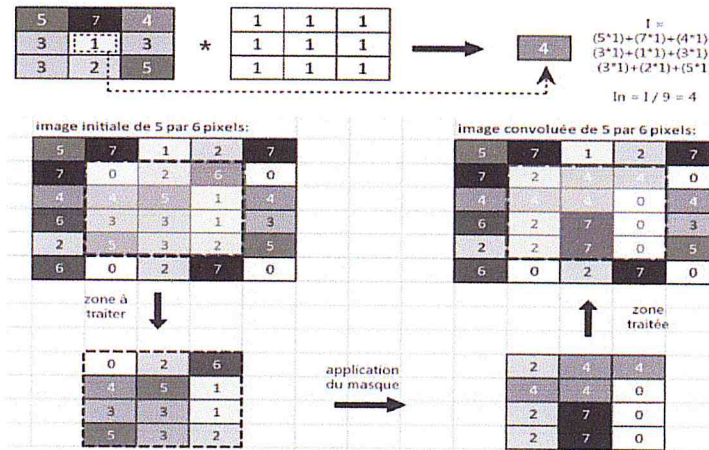 5 7 4
3 1 3
3 2 5
*
1 1 1
1 1 1
1 1 1
4
I =
(5*1)+(7*1)+(4*1)
(3*1)+(1*1)+(3*1)
(3*1)+(2*1)+(5*1
In = I / 9 = 4
image initiale de 5 par 6 pixels:
5 7 1 2 7
7 0 2 6 0
4 4 5 1 4
6 3 3 1 3
2 5 3 2 5
6 0 2 7 0
image convoluée de 5 par 6 pixels:
5 7 1 2 7
7 2 4 4 0
4 4 4 0 4
6 2 7 0 3
2 2 7 0 5
6 0 2 7 0
zone à
traiter
zone
traitée
0 2 6
4 5 1
3 3 1
5 3 2
application
du masque
2 4 4
4 4 0
2 7 0
2 7 0